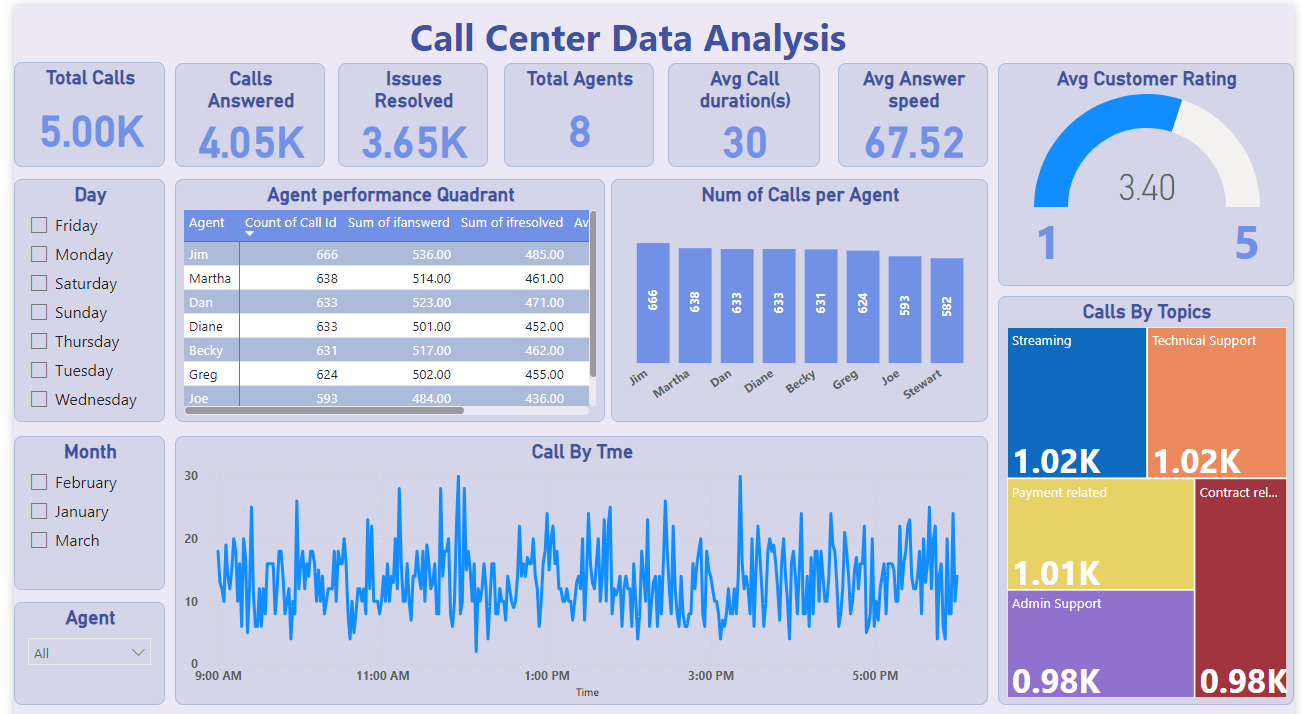 Call Center Data Analysis
Total Calls
5.00K
Calls
Answered
4.05K
Issues
Resolved
3.65K
Total Agents
8
Avg Call
duration(s)
30
Avg Answer
speed
67.52
Avg Customer Rating
3.40
1
5
Day
Friday
Monday
Saturday
Sunday
Thursday
Tuesday
Wednesday
Agent performance Quadrant
Agent Count of Call Id Sum of ifanswerd Sum of ifresolved Av
Jim 666 536.00 485.00
Martha 638 514.00 461.00
Dan 633 523.00 471.00
Diane 633 501.00 452.00
Becky 631 517.00 462.00
Greg 624 502.00 455.00
Joe 593 484.00 436.00
Num of Calls per Agent
666 638 633 633 631 624 593 582
Jim Martha Dan Diane Becky Greg Joe Stewart
Calls By Topics
Streaming
1.02K
Technical Support
1.02K
Payment related
1.01K
Contract rel...
0.98K
Admin Support
0.98K
Month
February
January
March
Agent
All
Call By Tme
30
20
10
0
9:00 AM 11:00 AM 1:00 PM 3:00 PM 5:00 PM
Time